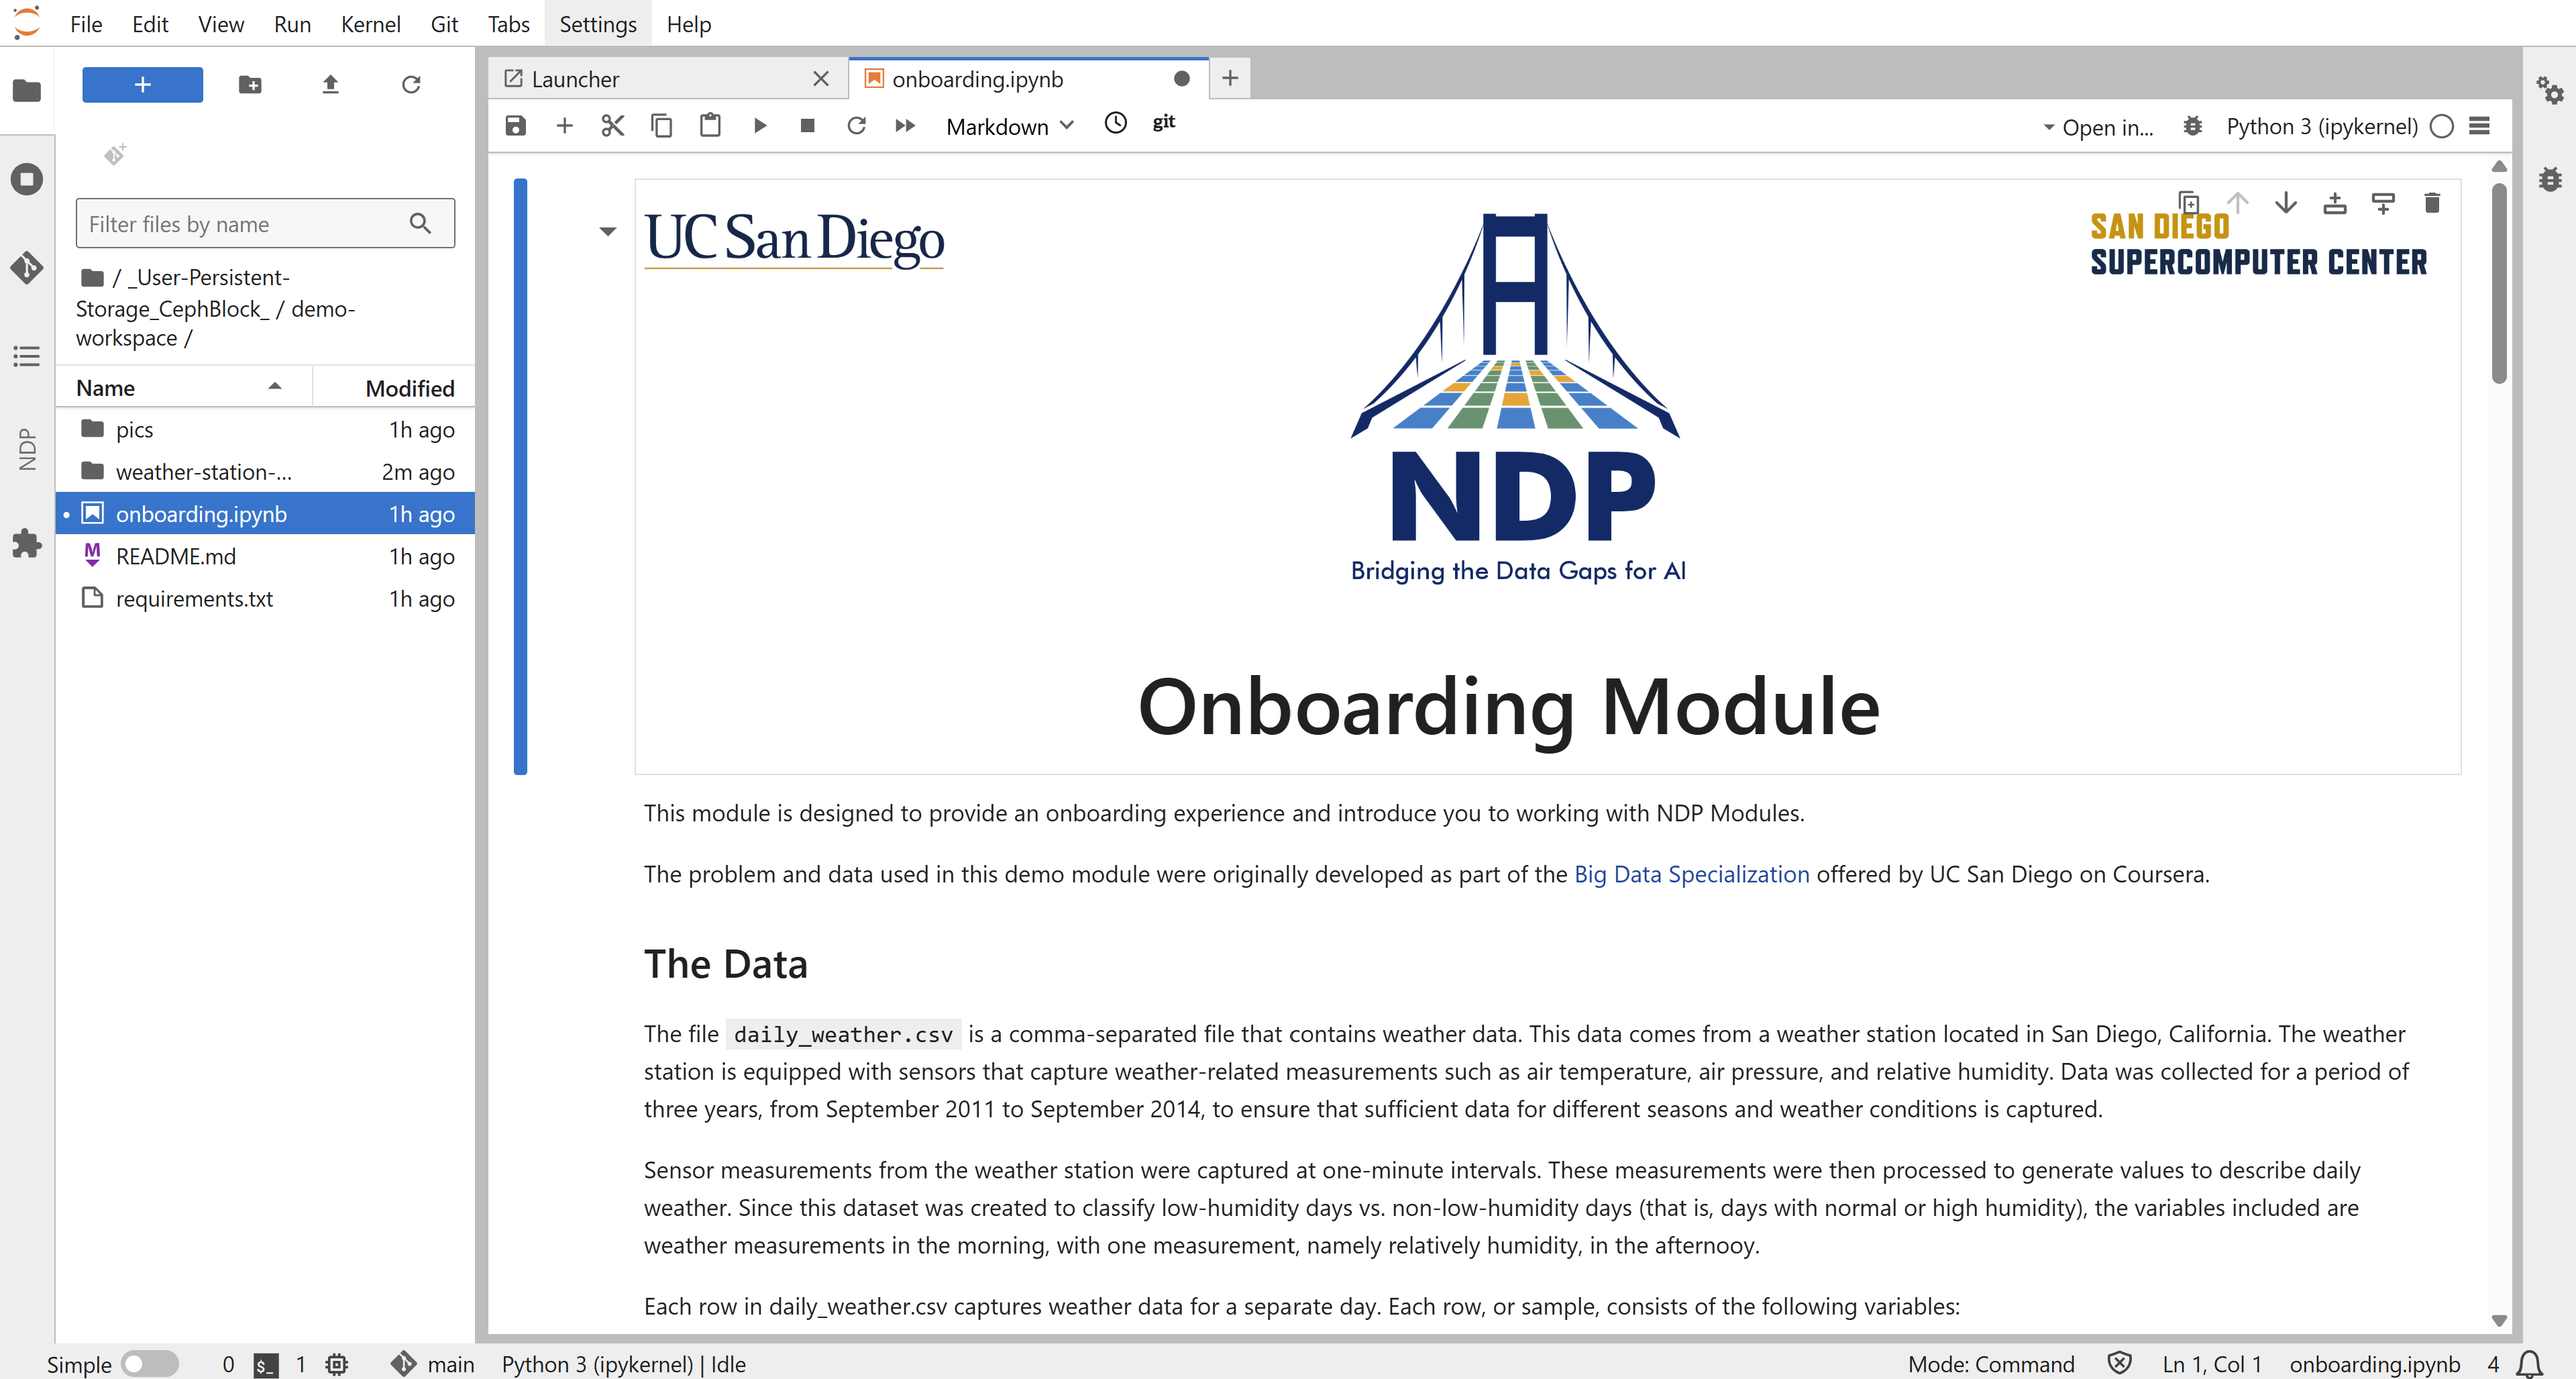 File Edit View Run Kernel Git Tabs Settings Help
Launcher
onboarding.ipynb
Markdown
git
Open in...
Python 3 (ipykernel)
Filter files by name
/ _User-Persistent-
Storage_CephBlock_ / demo-
workspace /
Name Modified
pics 1h ago
weather-station-... 2m ago
onboarding.ipynb 1h ago
README.md 1h ago
requirements.txt 1h ago
NDP
UC San Diego
SAN DIEGO
SUPERCOMPUTER CENTER
NDP
Bridging the Data Gaps for AI
Onboarding Module
This module is designed to provide an onboarding experience and introduce you to working with NDP Modules.
The problem and data used in this demo module were originally developed as part of the Big Data Specialization offered by UC San Diego on Coursera.
The Data
The file daily_weather.csv is a comma-separated file that contains weather data. This data comes from a weather station located in San Diego, California. The weather
station is equipped with sensors that capture weather-related measurements such as air temperature, air pressure, and relative humidity. Data was collected for a period of
three years, from September 2011 to September 2014, to ensure that sufficient data for different seasons and weather conditions is captured.
Sensor measurements from the weather station were captured at one-minute intervals. These measurements were then processed to generate values to describe daily
weather. Since this dataset was created to classify low-humidity days vs. non-low-humidity days (that is, days with normal or high humidity), the variables included are
weather measurements in the morning, with one measurement, namely relatively humidity, in the afternooy.
Each row in daily_weather.csv captures weather data for a separate day. Each row, or sample, consists of the following variables:
Simple 0 $_ 1 main Python 3 (ipykernel) | Idle Mode: Command Ln 1, Col 1 onboarding.ipynb 4